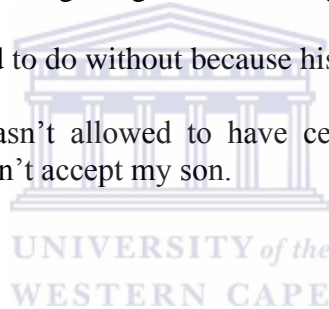 d to do without because his
asn't allowed to have ce
n't accept my son.
UNIVERSITY of the
WESTERN CAPE